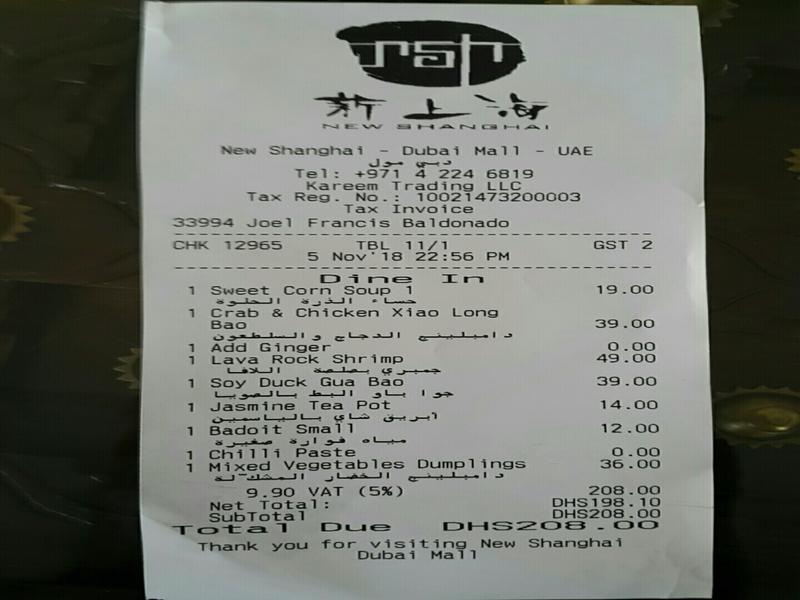 新上海
NEW SHANGHAI
New Shanghai - Dubai Mall - UAE
دبي مول
Tel: +971 4 224 6819
Kareem Trading LLC
Tax Reg. No.: 10021473200003
Tax Invoice
33994 Joel Francis Baldonado
CHK 12965 TBL 11/1 GST 2
5 Nov'18 22:56 PM
Dine In
1 Sweet Corn Soup 1 19.00
حساء الذرة الحلوة
1 Crab & Chicken Xiao Long
Bao 39.00
دامبلينج الدجاج والسلطعون
1 Add Ginger 0.00
1 Lava Rock Shrimp 49.00
جمبري بصلصة اللافا
1 Soy Duck Gua Bao 39.00
جوا باو البط بالصويا
1 Jasmine Tea Pot 14.00
ابريق شاي بالياسمين
1 Badoit Small 12.00
مياه فوارة صغيرة
1 Chilli Paste 0.00
1 Mixed Vegetables Dumplings 36.00
دامبلينج الخضار
9.90 VAT (5%) 208.00
Net Total: DHS198.10
SubTotal DHS208.00
Total Due DHS208.00
Thank you for visiting New Shanghai
Dubai Mall